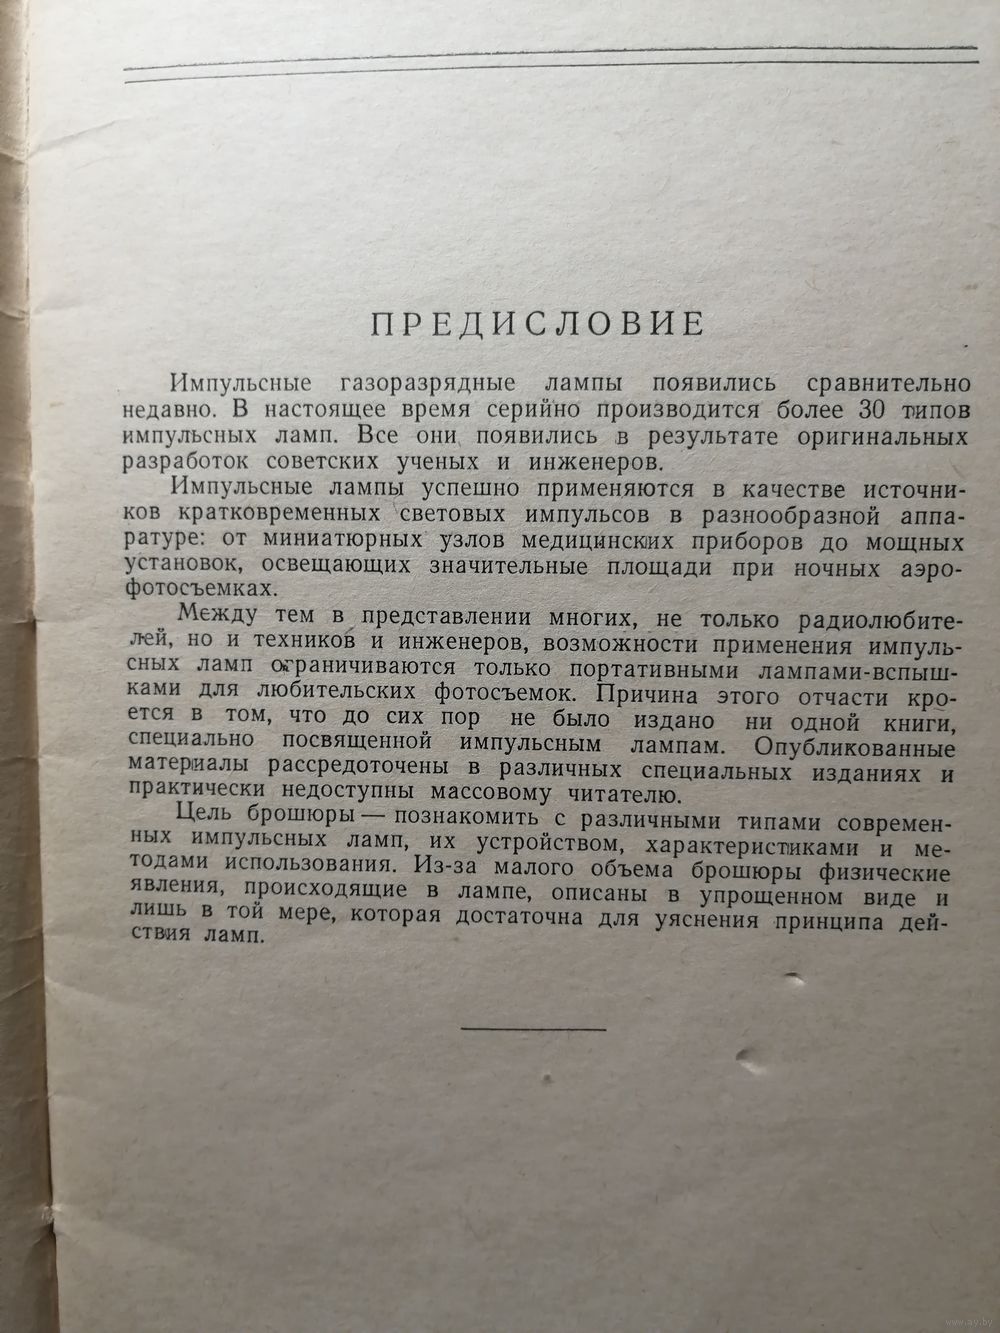 ПРЕДИСЛОВИЕ
Импульсные газоразрядные лампы появились сравнительно
недавно. В настоящее время серийно производится более 30 типов
импульсных ламп. Все они появились в результате оригинальных
разработок советских ученых и инженеров.
Импульсные лампы успешно применяются в качестве источни-
ков кратковременных световых импульсов в разнообразной аппа-
ратуре: от миниатюрных узлов медицинских приборов до мощных
установок, освещающих значительные площади при ночных аэро-
фотосъемках.
Между тем в представлении многих, не только радиолюбите-
лей, но и техников и инженеров, возможности применения импуль-
сных ламп ограничиваются только портативными лампами-вспыш-
ками для любительских фотосъемок. Причина этого отчасти кро-
ется в том, что до сих пор не было издано ни одной книги,
специально посвященной импульсным лампам. Опубликованные
материалы рассредоточены в различных специальных изданиях и
практически недоступны массовому читателю.
Цель брошюры — познакомить с различными типами современ-
ных импульсных ламп, их устройством, характеристиками и ме-
тодами использования. Из-за малого объема брошюры физические
явления, происходящие в лампе, описаны в упрощенном виде и
лишь в той мере, которая достаточна для уяснения принципа дей-
ствия ламп.
www.ay.by